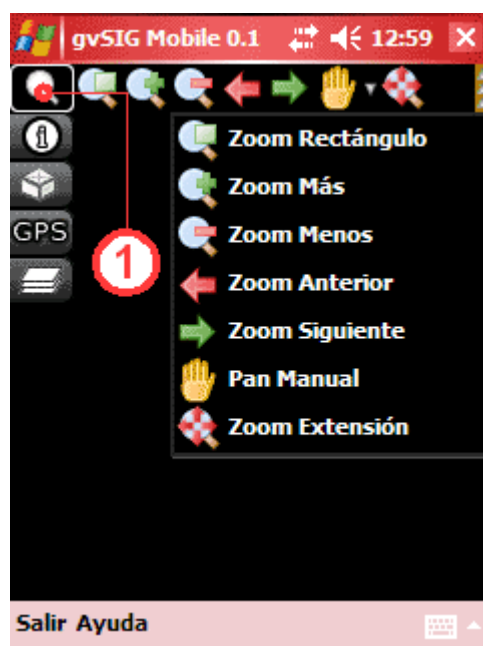 gvSIG Mobile 0.1 12:59
Zoom Rectángulo
Zoom Más
GPS
Zoom Menos
1
Zoom Anterior
Zoom Siguiente
Pan Manual
Zoom Extensión
Salir Ayuda